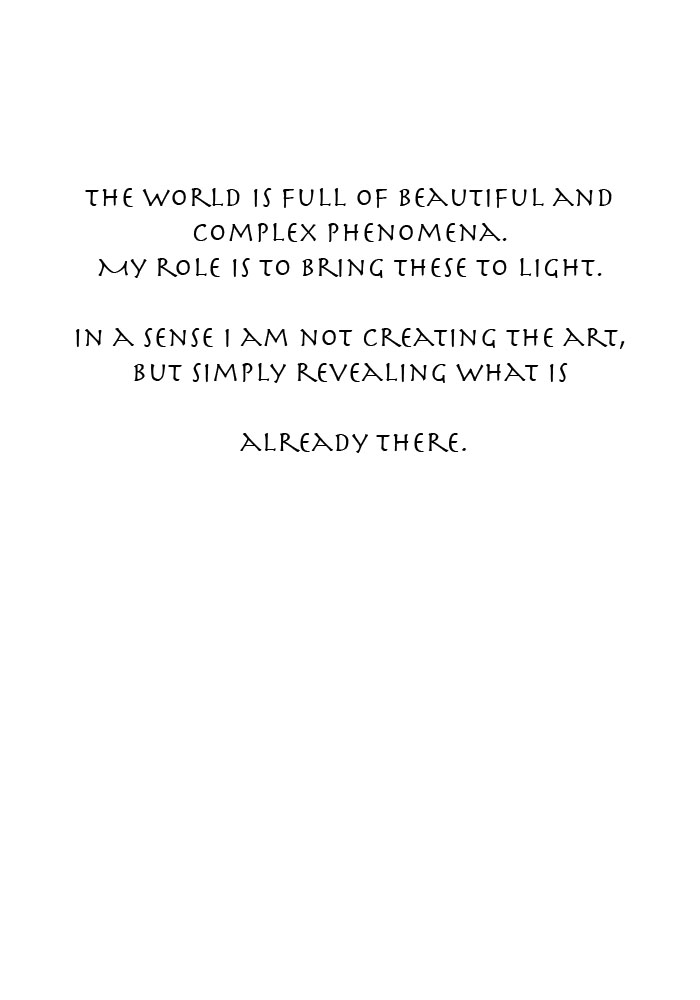 THE WORLD IS FULL OF BEAUTIFUL AND
COMPLEX PHENOMENA.
MY ROLE IS TO BRING THESE TO LIGHT.
IN A SENSE I AM NOT CREATING THE ART,
BUT SIMPLY REVEALING WHAT IS
ALREADY THERE.